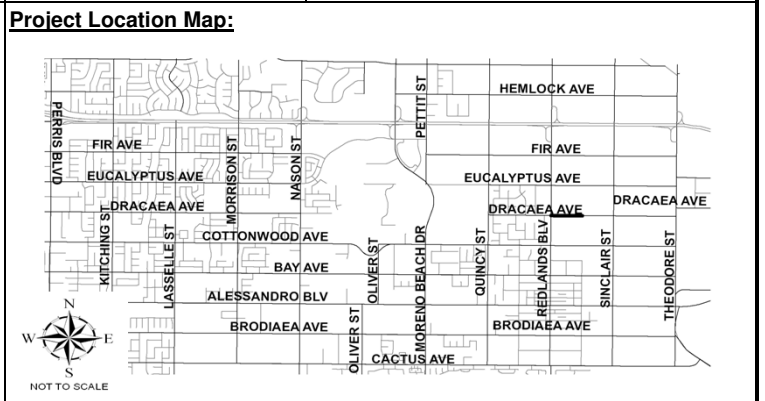 Project Location Map:
HEMLOCK AVE
PETTIT ST
PERRIS BLVD
FIR AVE
FIR AVE
MORRISON ST
NASON ST
EUCALYPTUS AVE
EUCALYPTUS AVE
DRACAEA AVE
DRACAEA AVE
DRACAEA AVE
KITCHING ST
COTTONWOOD AVE
LASSELLE ST
BAY AVE
OLIVER ST
MORENO BEACH DR
QUINCY ST
REDLANDS BLV
SINCLAIR ST
THEODORE ST
ALESSANDRO BLV
BRODIAEA AVE
BRODIAEA AVE
OLIVER ST
CACTUS AVE
N
W
E
S
NOT TO SCALE